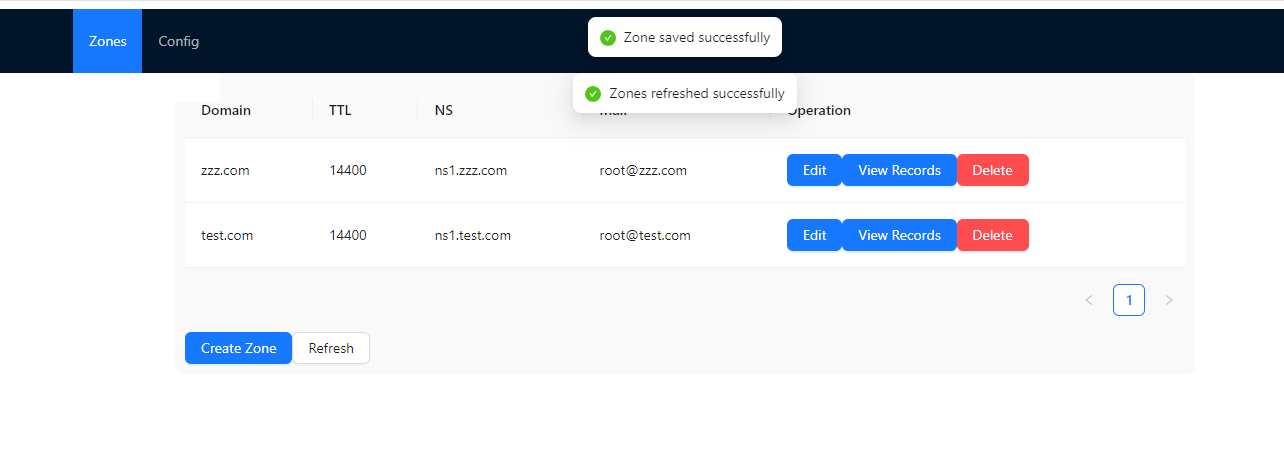 Zones Config
Zone saved successfully
Zones refreshed successfully
Domain TTL NS Operation
zzz.com 14400 ns1.zzz.com root@zzz.com Edit View Records Delete
test.com 14400 ns1.test.com root@test.com Edit View Records Delete
1
Create Zone Refresh